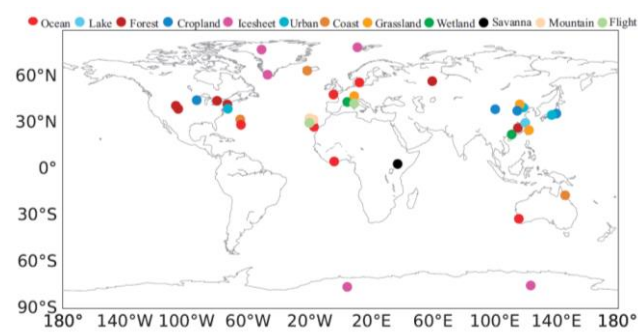 Ocean Lake Forest Cropland Icesheet Urban Coast Grassland Wetland Savanna Mountain Flight
60°N
30°N
0°
30°S
60°S
90°S
180° 140°W 100°W 60°W 20°W 20°E 60°E 100°E 140°E 180°